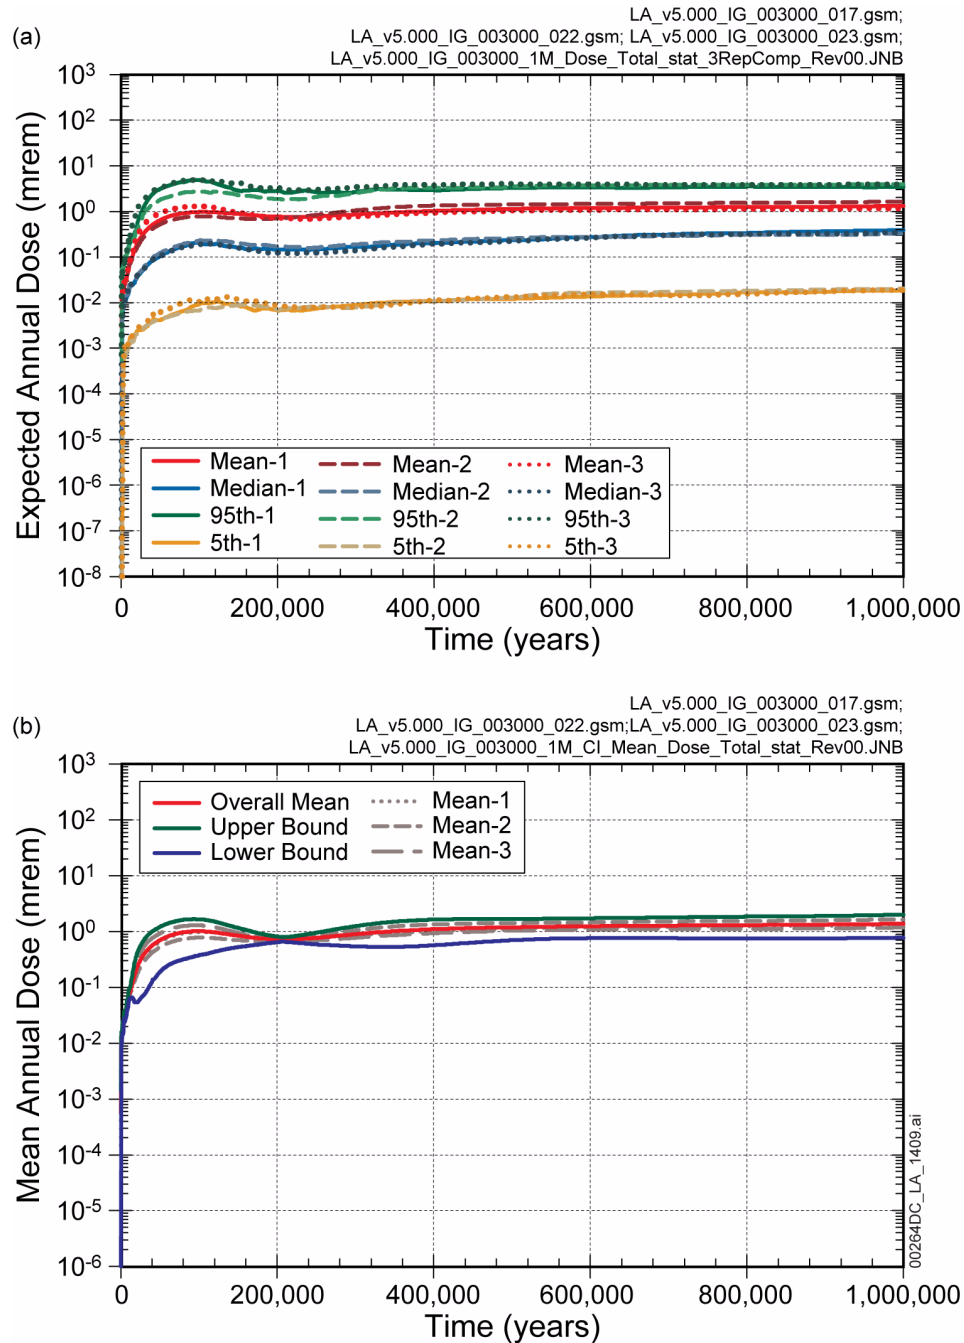 (a)
LA_v5.000_IG_003000_017.gsm;
LA_v5.000_IG_003000_022.gsm; LA_v5.000_IG_003000_023.gsm;
LA_v5.000_IG_003000_1M_Dose_Total_stat_3RepComp_Rev00.JNB
Expected Annual Dose (mrem)
10³
10²
10¹
10⁰
10⁻¹
10⁻²
10⁻³
10⁻⁴
10⁻⁵
10⁻⁶
10⁻⁷
10⁻⁸
Mean-1 Mean-2 Mean-3
Median-1 Median-2 Median-3
95th-1 95th-2 95th-3
5th-1 5th-2 5th-3
0 200,000 400,000 600,000 800,000 1,000,000
Time (years)
(b)
LA_v5.000_IG_003000_017.gsm;
LA_v5.000_IG_003000_022.gsm;LA_v5.000_IG_003000_023.gsm;
LA_v5.000_IG_003000_1M_CI_Mean_Dose_Total_stat_Rev00.JNB
Mean Annual Dose (mrem)
10³
10²
10¹
10⁰
10⁻¹
10⁻²
10⁻³
10⁻⁴
10⁻⁵
10⁻⁶
Overall Mean Mean-1
Upper Bound Mean-2
Lower Bound Mean-3
0 200,000 400,000 600,000 800,000 1,000,000
Time (years)
00264DC_LA_1409.ai